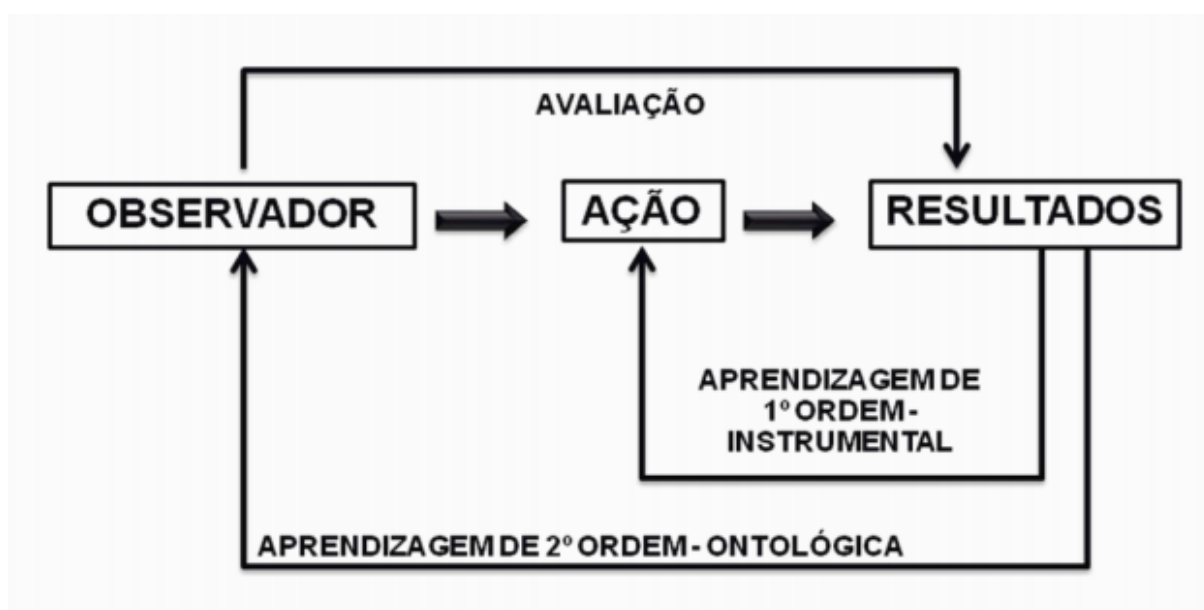 AVALIAÇÃO
OBSERVADOR
AÇÃO
RESULTADOS
APRENDIZAGEM DE
1º ORDEM -
INSTRUMENTAL
APRENDIZAGEM DE 2º ORDEM - ONTOLÓGICA